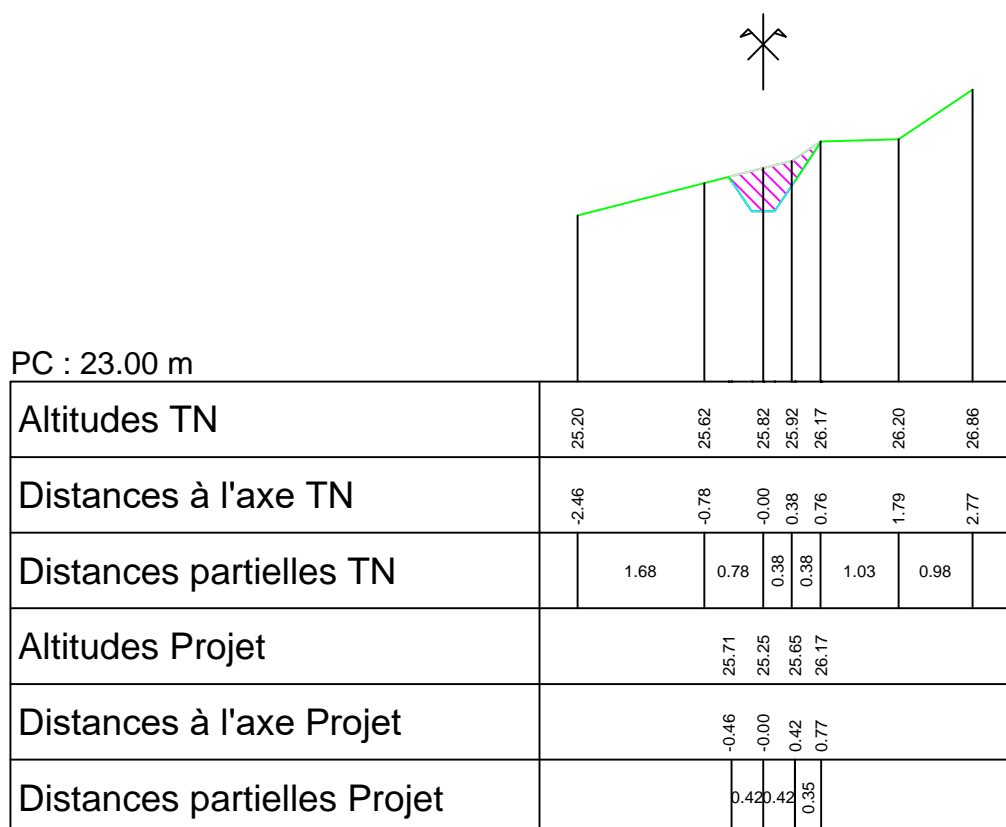 PC : 23.00 m
Altitudes TN 25.20 25.62 25.82 25.92 26.17 26.20 26.86
Distances à l'axe TN -2.46 -0.78 -0.00 0.38 0.76 1.79 2.77
Distances partielles TN 1.68 0.78 0.38 0.38 1.03 0.98
Altitudes Projet 25.71 25.25 25.65 26.17
Distances à l'axe Projet -0.46 -0.00 0.42 0.77
Distances partielles Projet 0.42 0.42 0.35